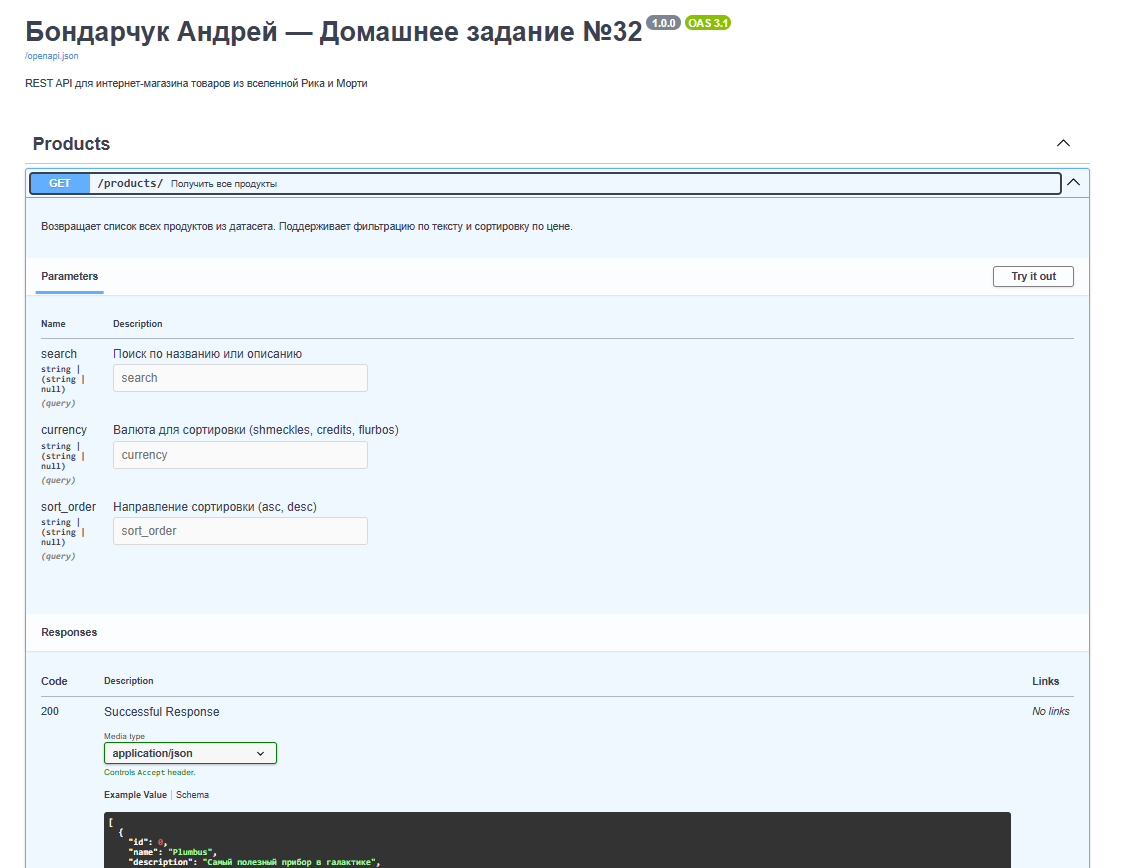 Бондарчук Андрей — Домашнее задание №32 1.0.0 OAS 3.1
/openapi.json
REST API для интернет-магазина товаров из вселенной Рика и Морти
Products
GET /products/ Получить все продукты
Возвращает список всех продуктов из датасета. Поддерживает фильтрацию по тексту и сортировку по цене.
Parameters Try it out
Name Description
search Поиск по названию или описанию
string |
(string |
null)
(query)
search
currency Валюта для сортировки (shmeckles, credits, flurbos)
string |
(string |
null)
(query)
currency
sort_order Направление сортировки (asc, desc)
string |
(string |
null)
(query)
sort_order
Responses
Code Description Links
200 Successful Response No links
Media type
application/json
Controls Accept header.
Example Value Schema
[
{
"id": 0,
"name": "Plumbus",
"description": "Самый полезный прибор в галактике",